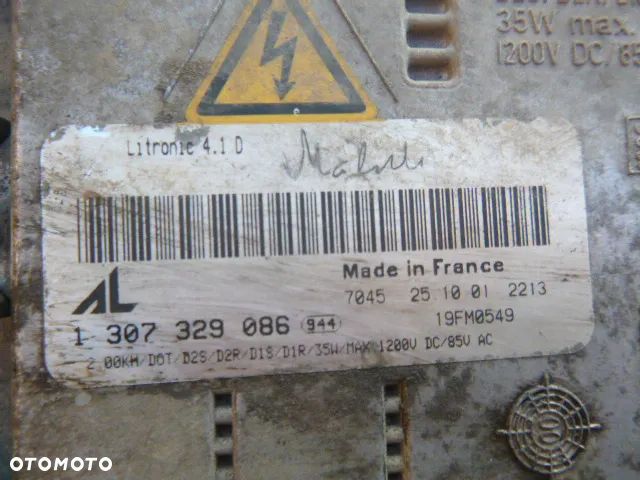 35W max.
1200V DC/85
Litronic 4.1 D
AL
Made in France
7045 25 10 01 2213
1 307 329 086 944
19FM0549
2.00KM/DOT/D2S/D2R/D1S/D1R/35W/MAX 1200V DC/85V AC
OTOMOTO